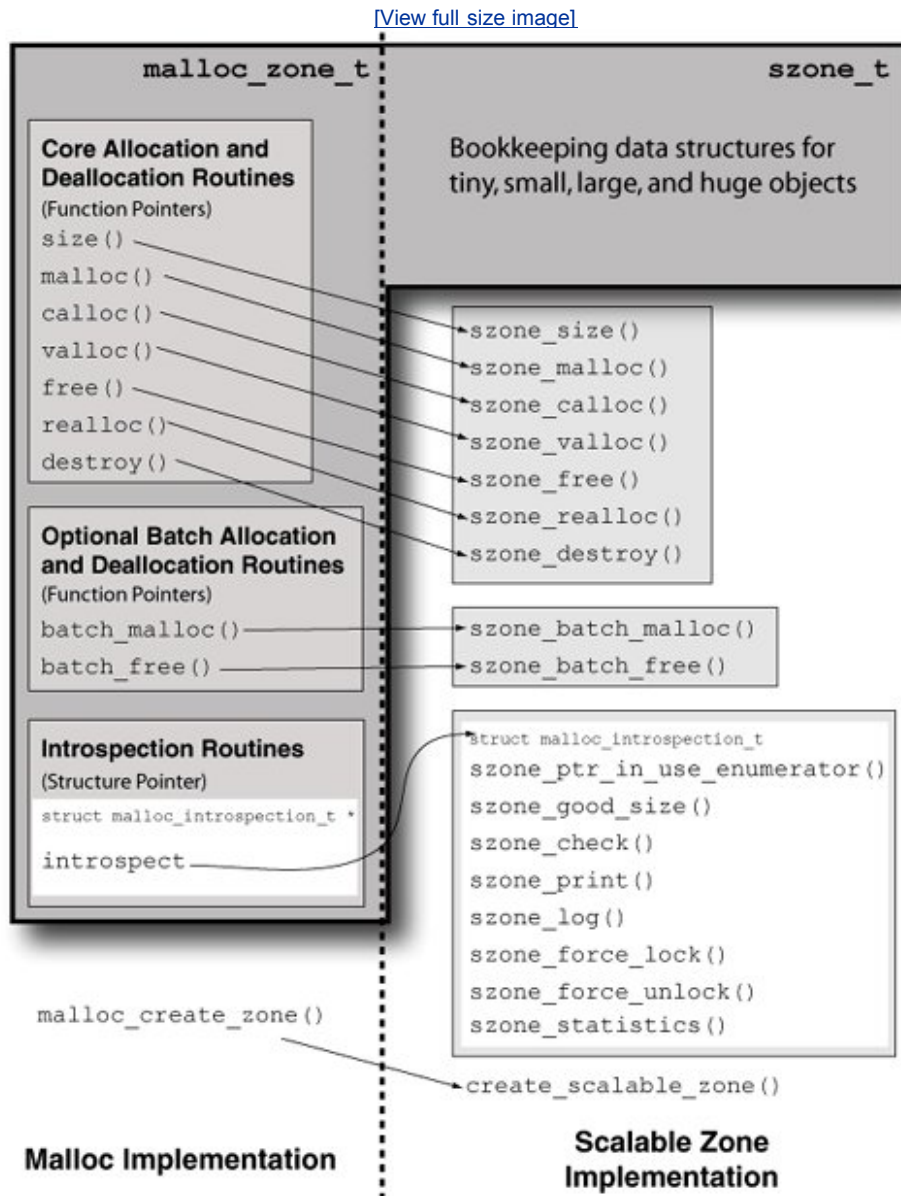 [View full size image]
malloc_zone_t
Core Allocation and
Deallocation Routines
(Function Pointers)
size()
malloc()
calloc()
valloc()
free()
realloc()
destroy()
Optional Batch Allocation
and Deallocation Routines
(Function Pointers)
batch_malloc()
batch_free()
Introspection Routines
(Structure Pointer)
struct malloc_introspection_t *
introspect
malloc_create_zone()
Malloc Implementation
szone_t
Bookkeeping data structures for
tiny, small, large, and huge objects
szone_size()
szone_malloc()
szone_calloc()
szone_valloc()
szone_free()
szone_realloc()
szone_destroy()
szone_batch_malloc()
szone_batch_free()
struct malloc_introspection_t
szone_ptr_in_use_enumerator()
szone_good_size()
szone_check()
szone_print()
szone_log()
szone_force_lock()
szone_force_unlock()
szone_statistics()
create_scalable_zone()
Scalable Zone
Implementation